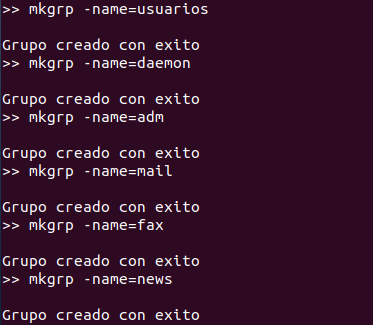 >> mkgrp -name=usuarios
Grupo creado con exito
>> mkgrp -name=daemon
Grupo creado con exito
>> mkgrp -name=adm
Grupo creado con exito
>> mkgrp -name=mail
Grupo creado con exito
>> mkgrp -name=fax
Grupo creado con exito
>> mkgrp -name=news
Grupo creado con exito